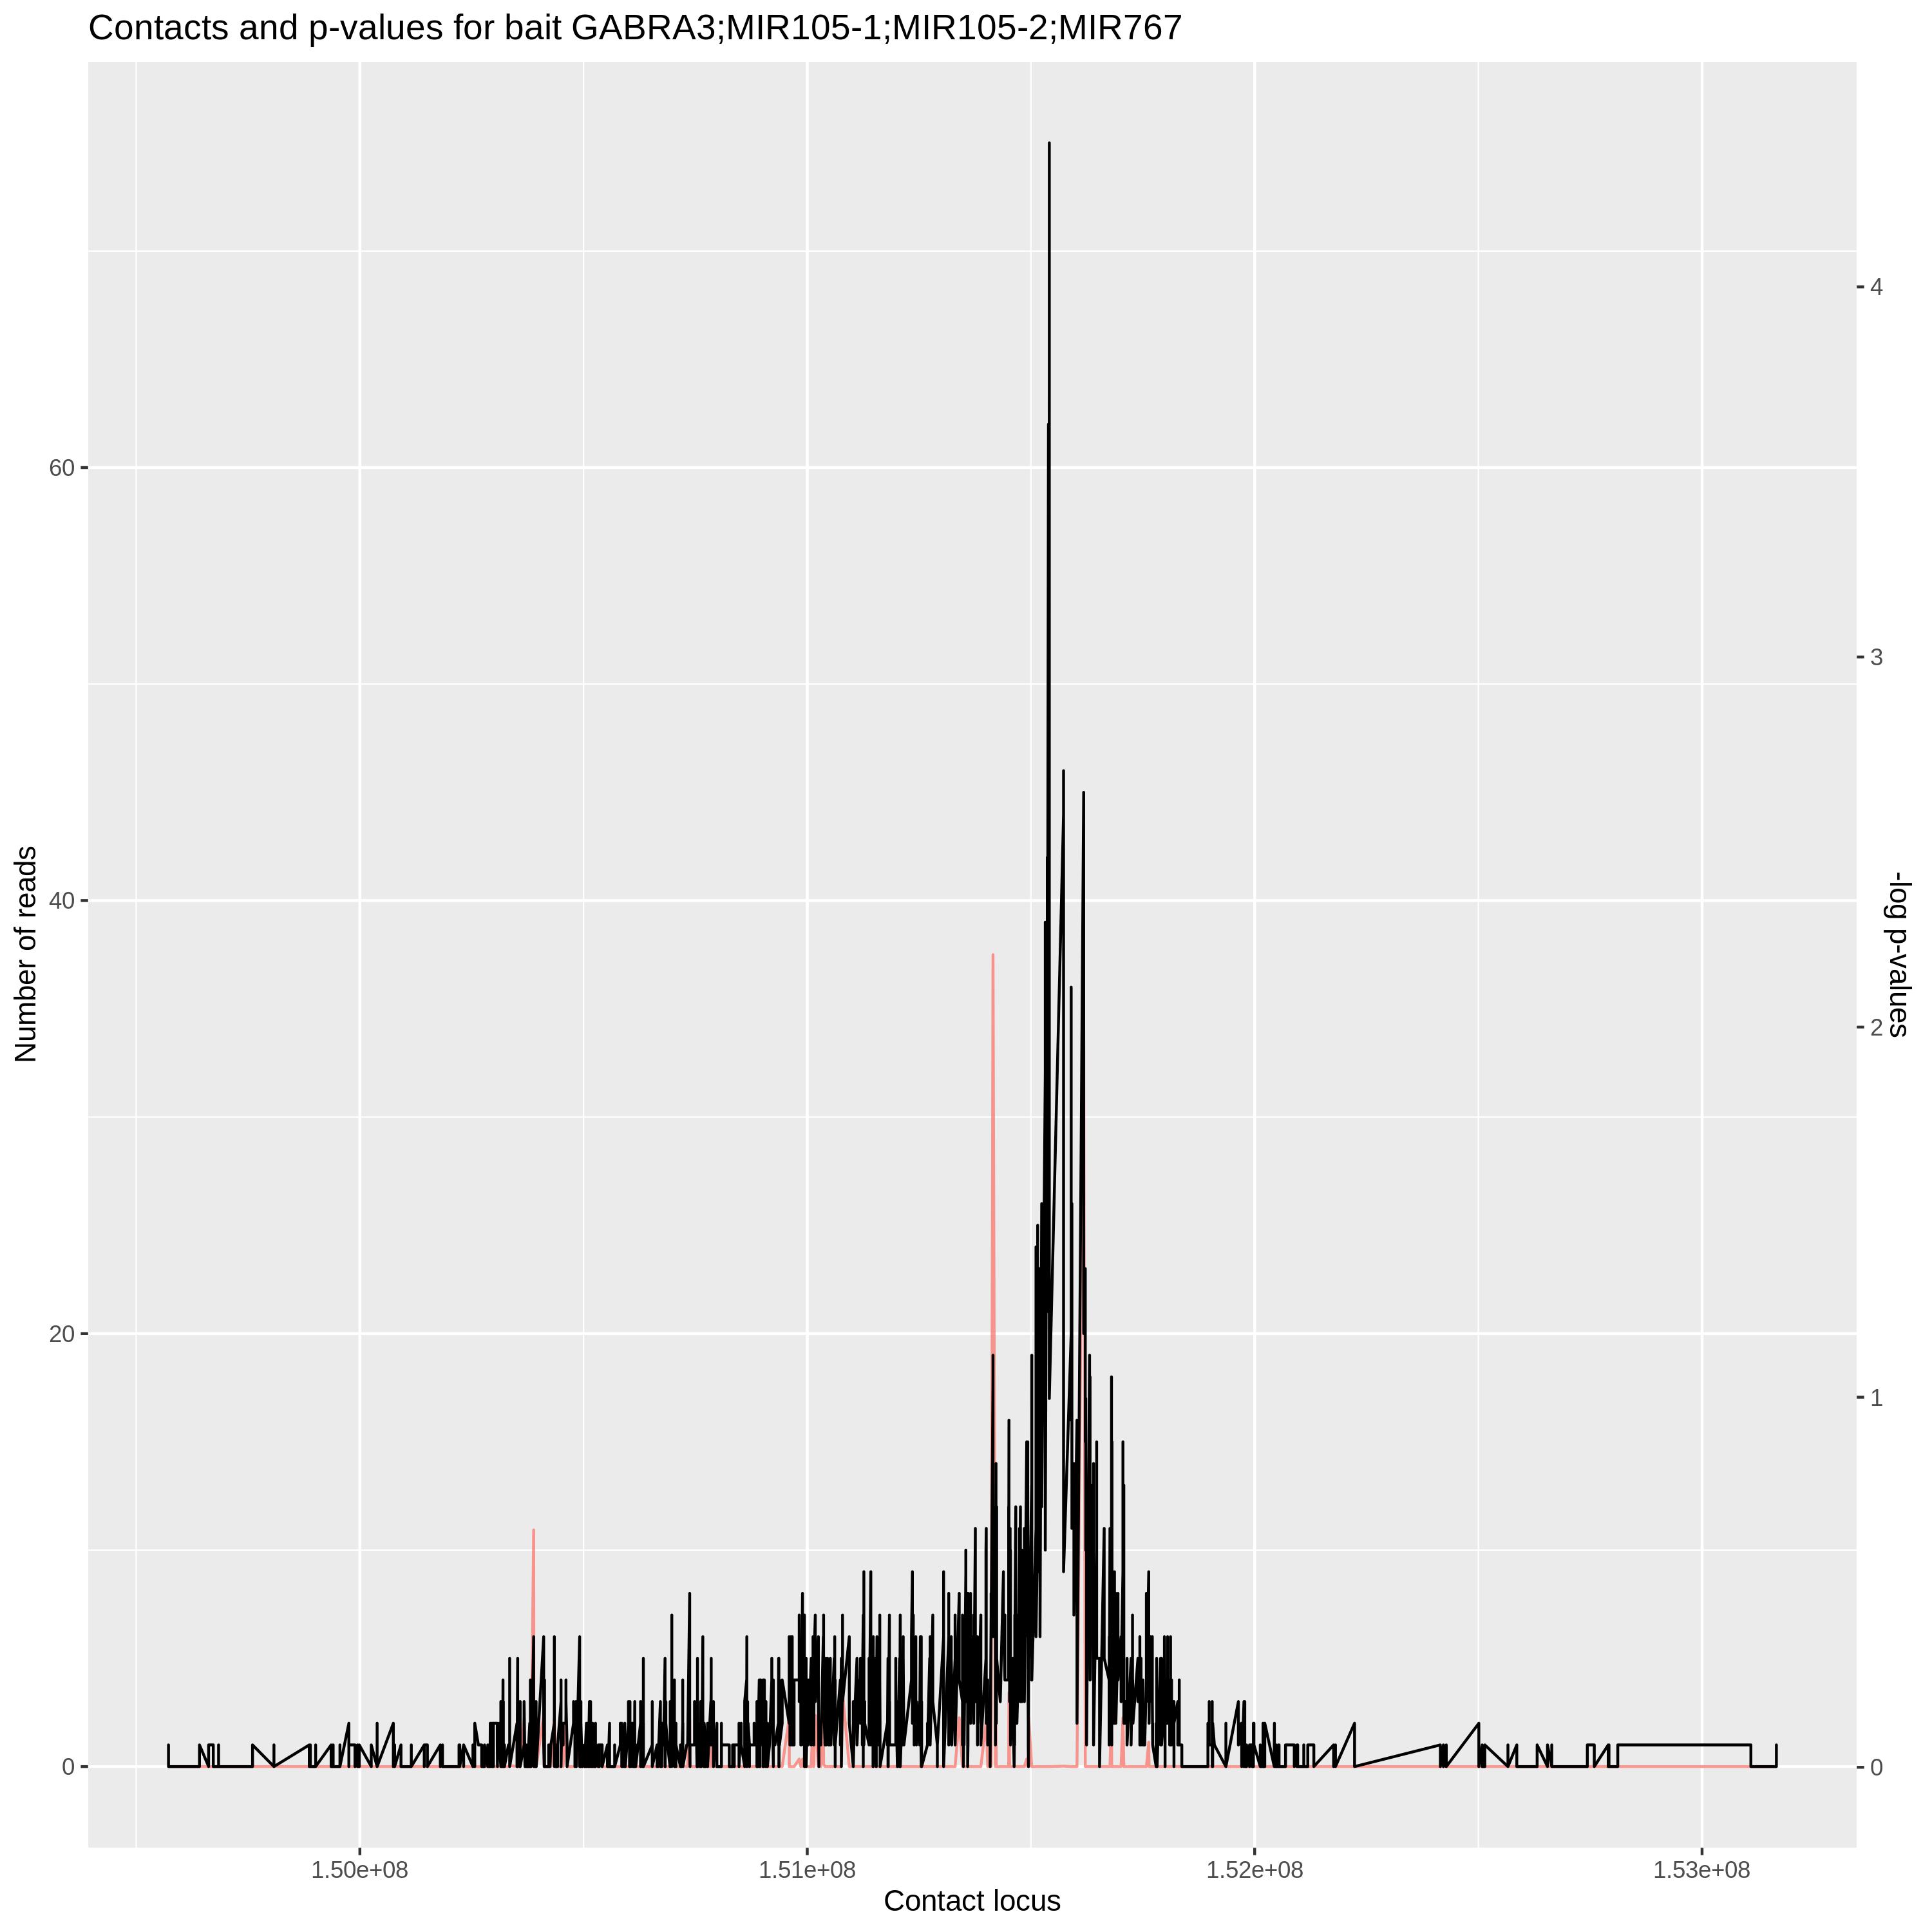 Contacts and p-values for bait GABRA3;MIR105-1;MIR105-2;MIR767
Number of reads
60
40
20
0
4
3
2
1
0
-log p-values
1.50e+08 1.51e+08 1.52e+08 1.53e+08
Contact locus